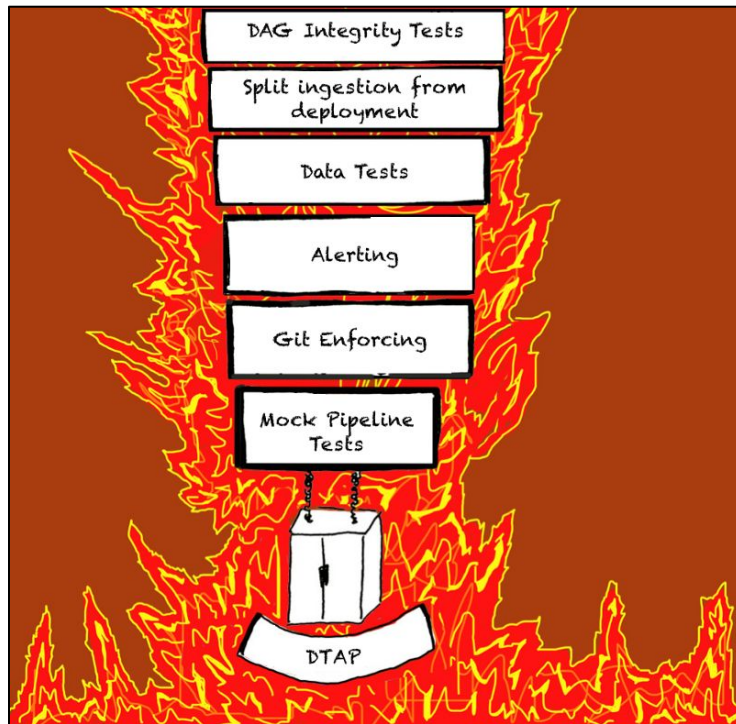 DAG Integrity Tests
Split ingestion from
deployment
Data Tests
Alerting
Git Enforcing
Mock Pipeline
Tests
DTAP